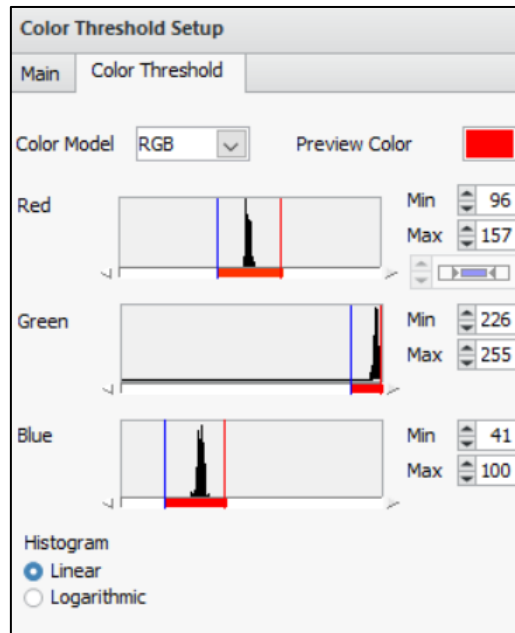 Color Threshold Setup
Main Color Threshold
Color Model RGB Preview Color
Red Min 96
Max 157
Green Min 226
Max 255
Blue Min 41
Max 100
Histogram
Linear
Logarithmic